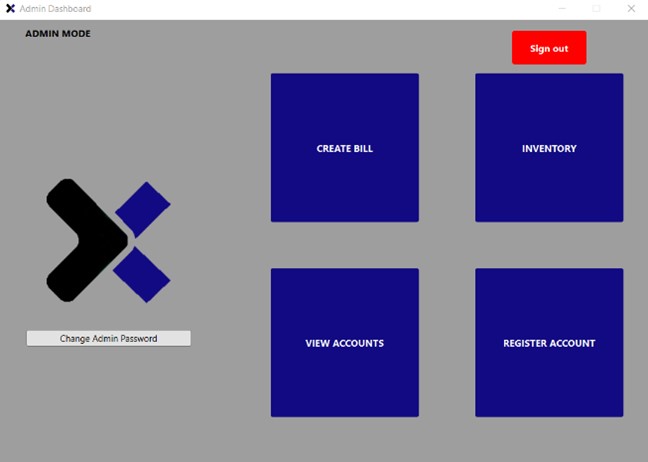 Admin Dashboard
ADMIN MODE
Sign out
CREATE BILL
INVENTORY
Change Admin Password
VIEW ACCOUNTS
REGISTER ACCOUNT